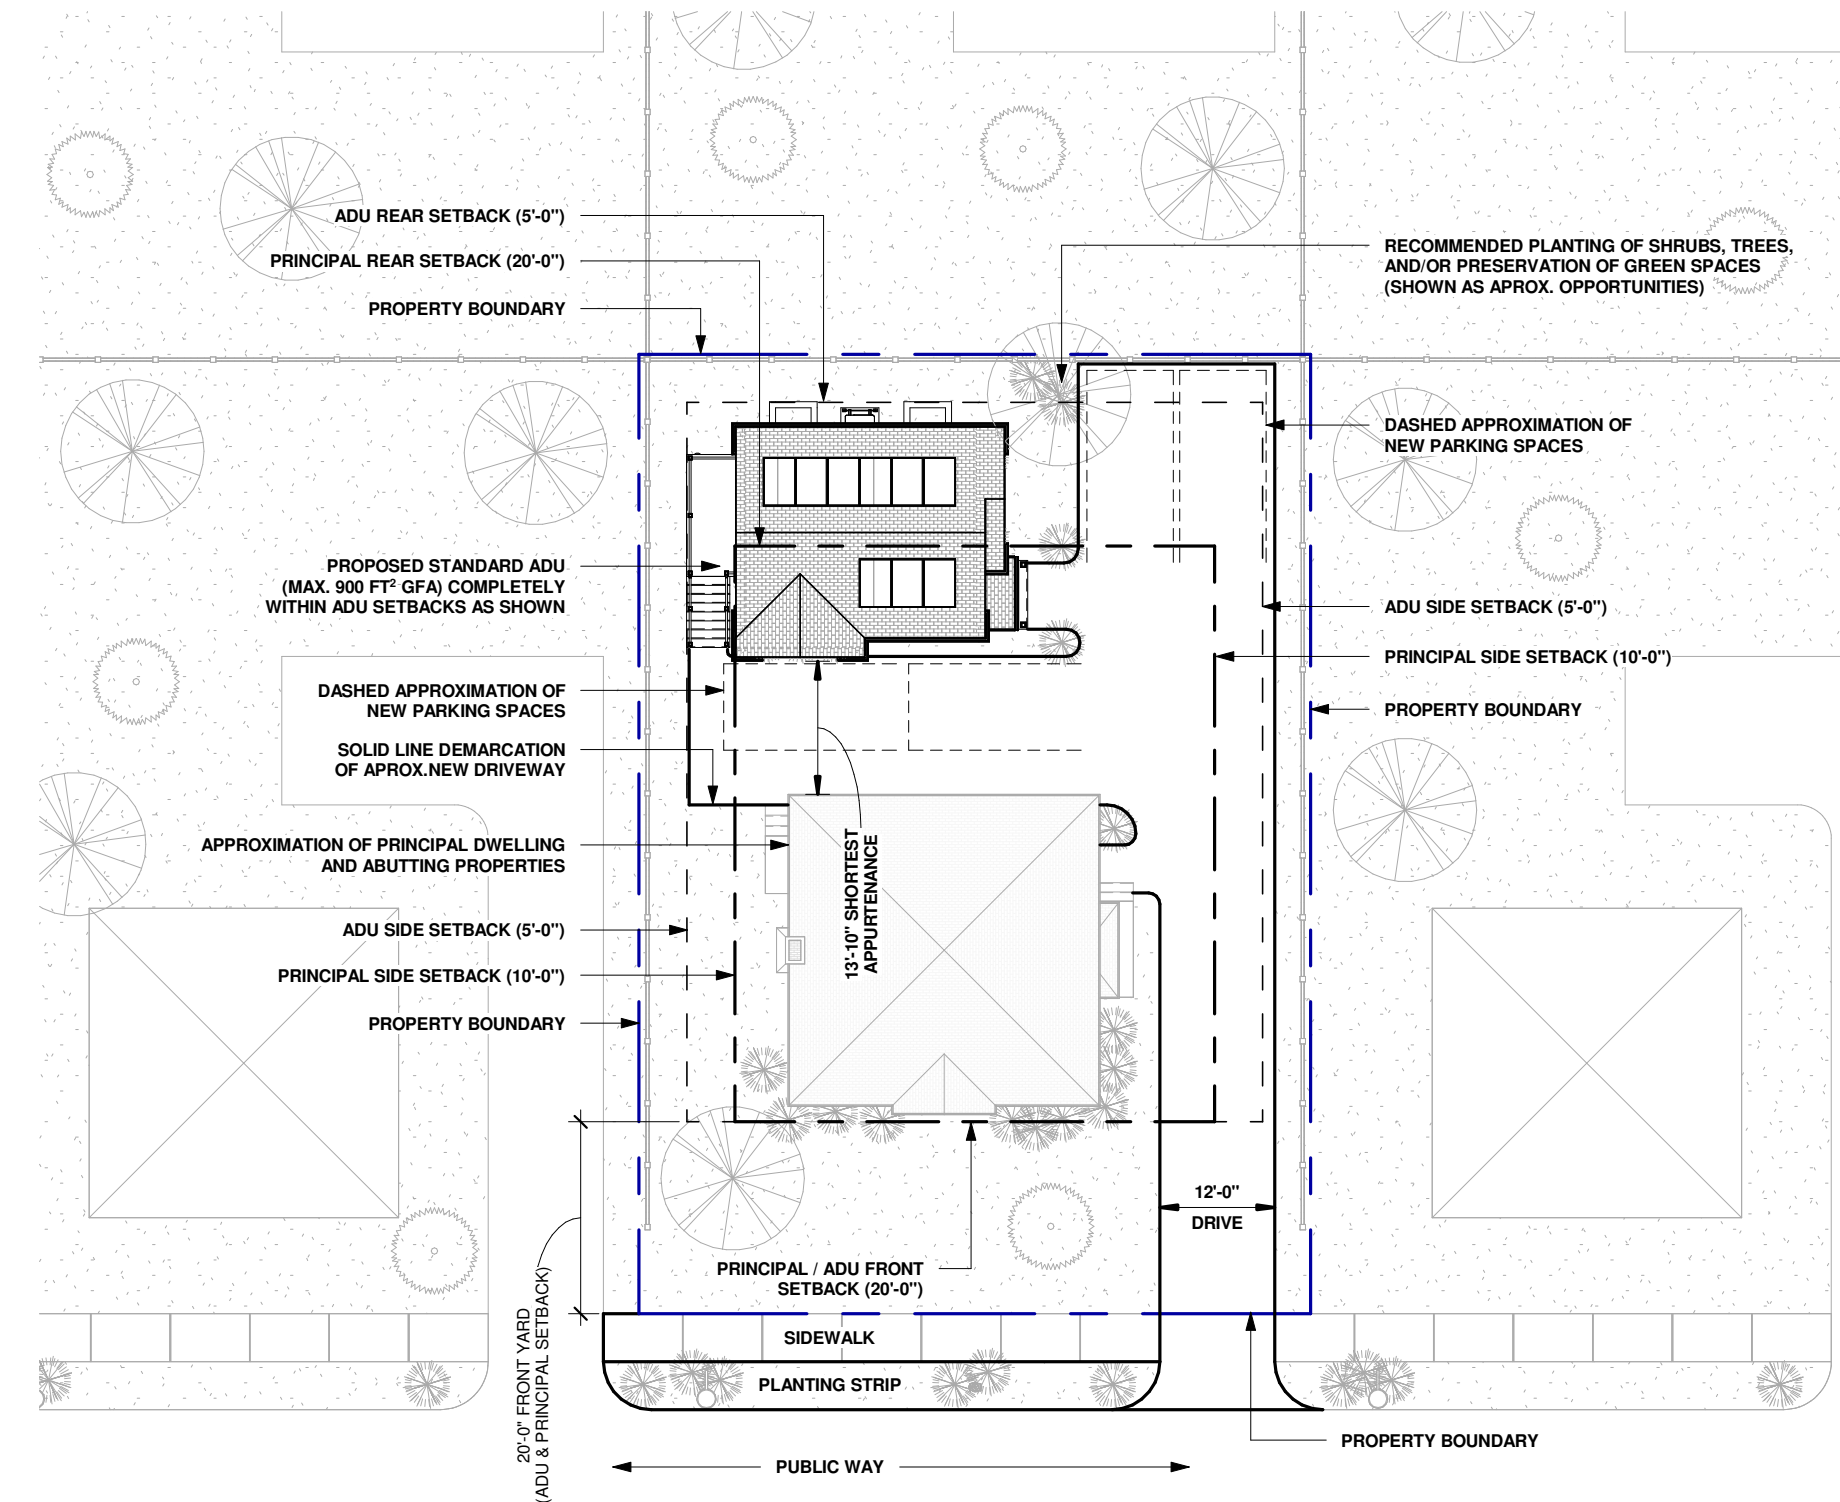 ADU REAR SETBACK (5'-0")
PRINCIPAL REAR SETBACK (20'-0")
PROPERTY BOUNDARY
RECOMMENDED PLANTING OF SHRUBS, TREES,
AND/OR PRESERVATION OF GREEN SPACES
(SHOWN AS APROX. OPPORTUNITIES)
DASHED APPROXIMATION OF
NEW PARKING SPACES
PROPOSED STANDARD ADU
(MAX. 900 FT² GFA) COMPLETELY
WITHIN ADU SETBACKS AS SHOWN
ADU SIDE SETBACK (5'-0")
PRINCIPAL SIDE SETBACK (10'-0")
PROPERTY BOUNDARY
DASHED APPROXIMATION OF
NEW PARKING SPACES
SOLID LINE DEMARCATION
OF APROX.NEW DRIVEWAY
APPROXIMATION OF PRINCIPAL DWELLING
AND ABUTTING PROPERTIES
13'-10" SHORTEST
APPURTENANCE
ADU SIDE SETBACK (5'-0")
PRINCIPAL SIDE SETBACK (10'-0")
PROPERTY BOUNDARY
12'-0"
DRIVE
PRINCIPAL / ADU FRONT
SETBACK (20'-0")
20'-0" FRONT YARD
(ADU & PRINCIPAL SETBACK)
SIDEWALK
PLANTING STRIP
PROPERTY BOUNDARY
PUBLIC WAY